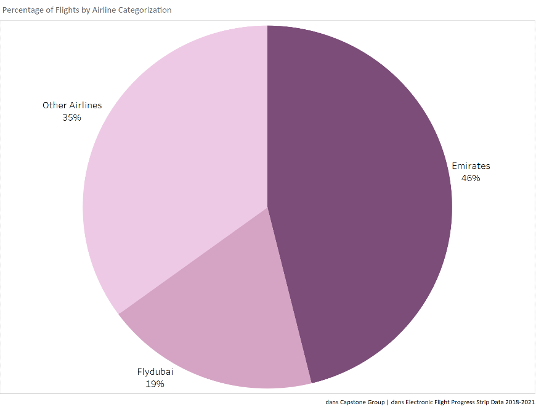 Percentage of Flights by Airline Categorization
Other Airlines
35%
Emirates
46%
Flydubai
19%
dans Capstone Group | dans Electronic Flight Progress Strip Data 2018-2021